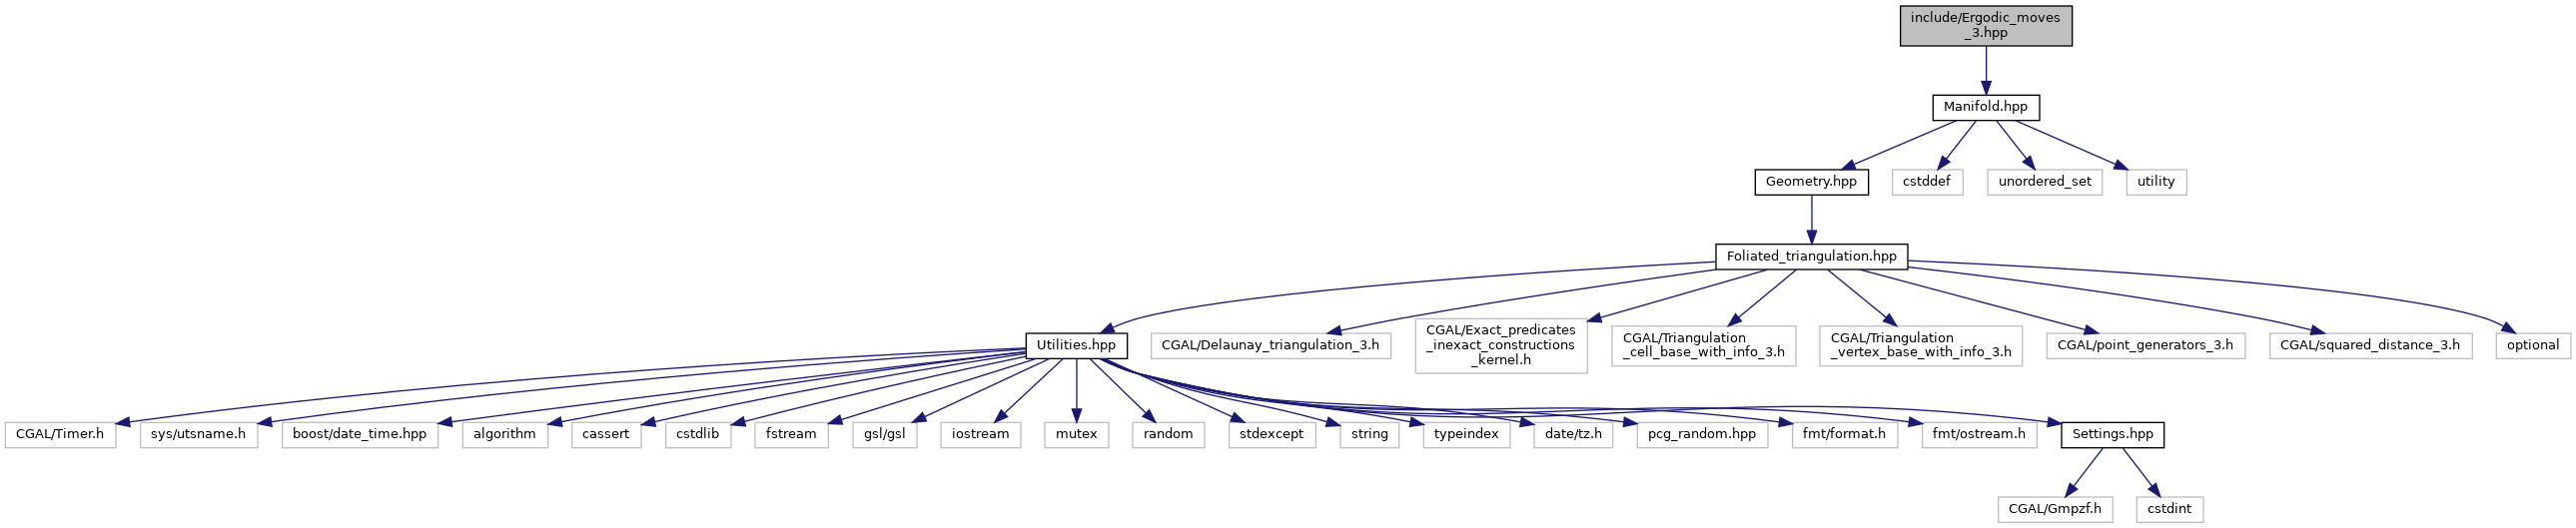 include/Ergodic_moves
_3.hpp
Manifold.hpp
Geometry.hpp
cstddef
unordered_set
utility
Foliated_triangulation.hpp
Utilities.hpp
CGAL/Delaunay_triangulation_3.h
CGAL/Exact_predicates
_inexact_constructions
_kernel.h
CGAL/Triangulation
_cell_base_with_info_3.h
CGAL/Triangulation
_vertex_base_with_info_3.h
CGAL/point_generators_3.h
CGAL/squared_distance_3.h
optional
CGAL/Timer.h
sys/utsname.h
boost/date_time.hpp
algorithm
cassert
cstdlib
fstream
gsl/gsl
iostream
mutex
random
stdexcept
string
typeindex
date/tz.h
pcg_random.hpp
fmt/format.h
fmt/ostream.h
Settings.hpp
CGAL/Gmpzf.h
cstdint